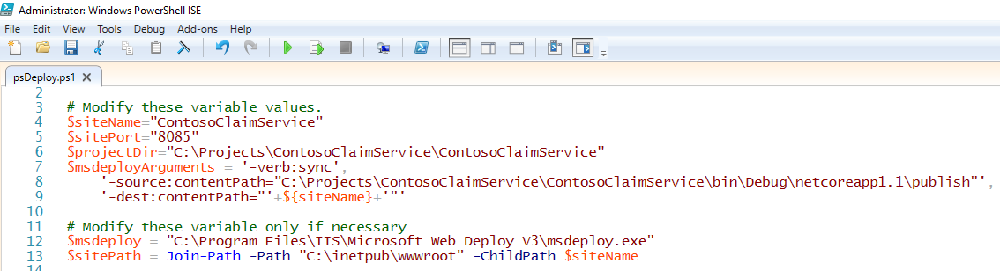 Administrator: Windows PowerShell ISE
File Edit View Tools Debug Add-ons Help
psDeploy.ps1
2
3 # Modify these variable values.
4 $siteName="ContosoClaimService"
5 $sitePort="8085"
6 $projectDir="C:\Projects\ContosoClaimService\ContosoClaimService"
7 $msdeployArguments = '-verb:sync',
8 '-source:contentPath="C:\Projects\ContosoClaimService\ContosoClaimService\bin\Debug\netcoreapp1.1\publish"',
9 '-dest:contentPath="'+${siteName}+'"'
10
11 # Modify these variable only if necessary
12 $msdeploy = "C:\Program Files\IIS\Microsoft Web Deploy V3\msdeploy.exe"
13 $sitePath = Join-Path -Path "C:\inetpub\wwwroot" -ChildPath $siteName